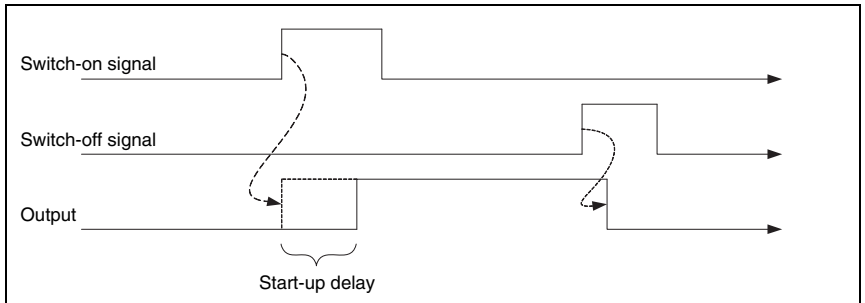 Switch-on signal
Switch-off signal
Output
Start-up delay